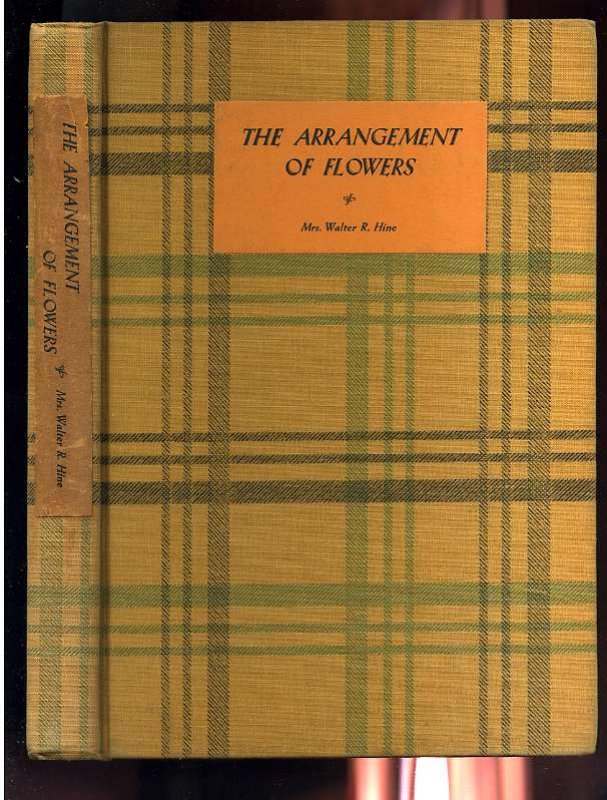 THE ARRANGEMENT
OF FLOWERS
Mrs. Walter R. Hine
THE ARRANGEMENT
OF FLOWERS
Mrs. Walter R. Hine